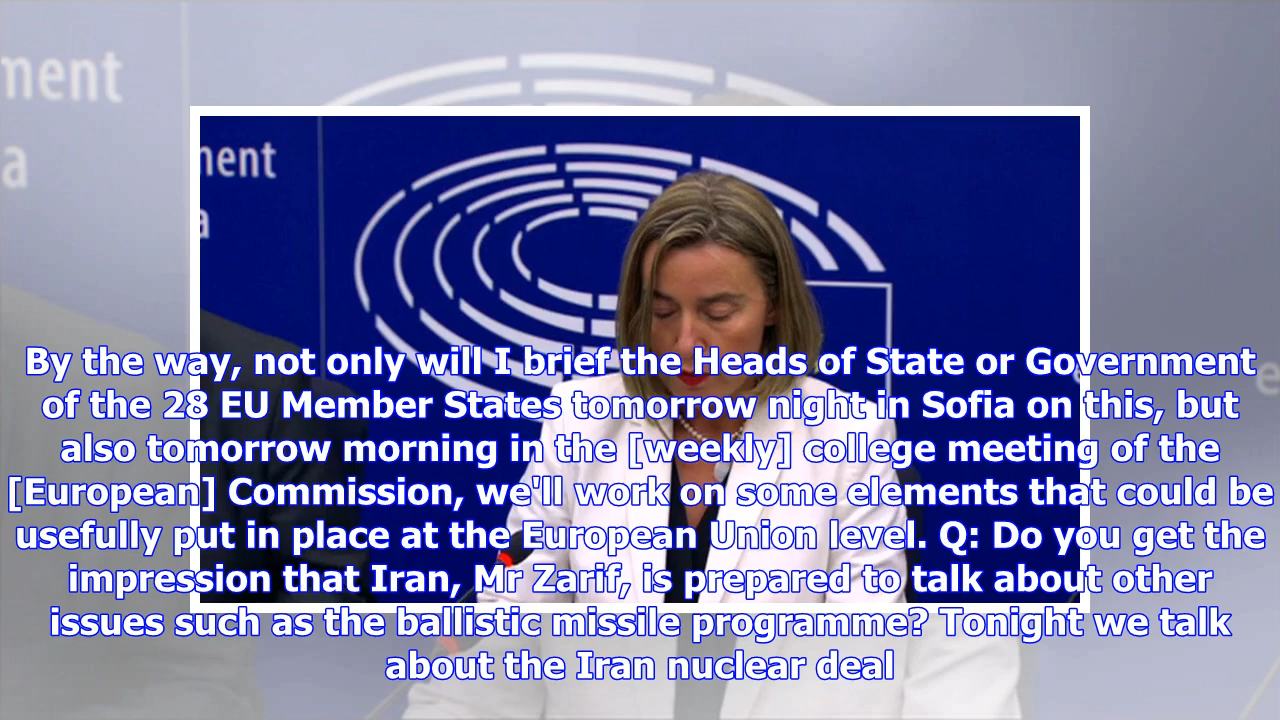 ment
a
ment
a
e
By the way, not only will I brief the Heads of State or Government
of the 28 EU Member States tomorrow night in Sofia on this, but
also tomorrow morning in the [weekly] college meeting of the
[European] Commission, we'll work on some elements that could be
usefully put in place at the European Union level. Q: Do you get the
impression that Iran, Mr Zarif, is prepared to talk about other
issues such as the ballistic missile programme? Tonight we talk
about the Iran nuclear deal